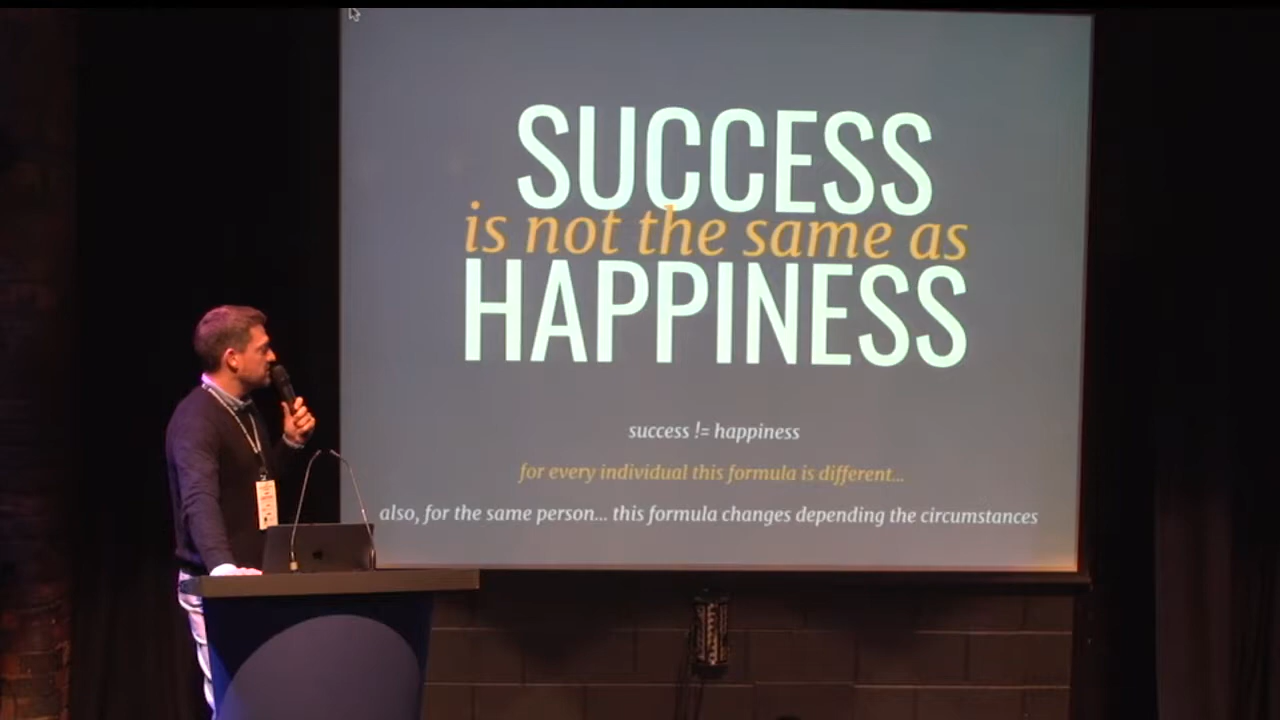 SUCCESS
is not the same as
HAPPINESS
success != happiness
for every individual this formula is different...
also, for the same person... this formula changes depending the circumstances